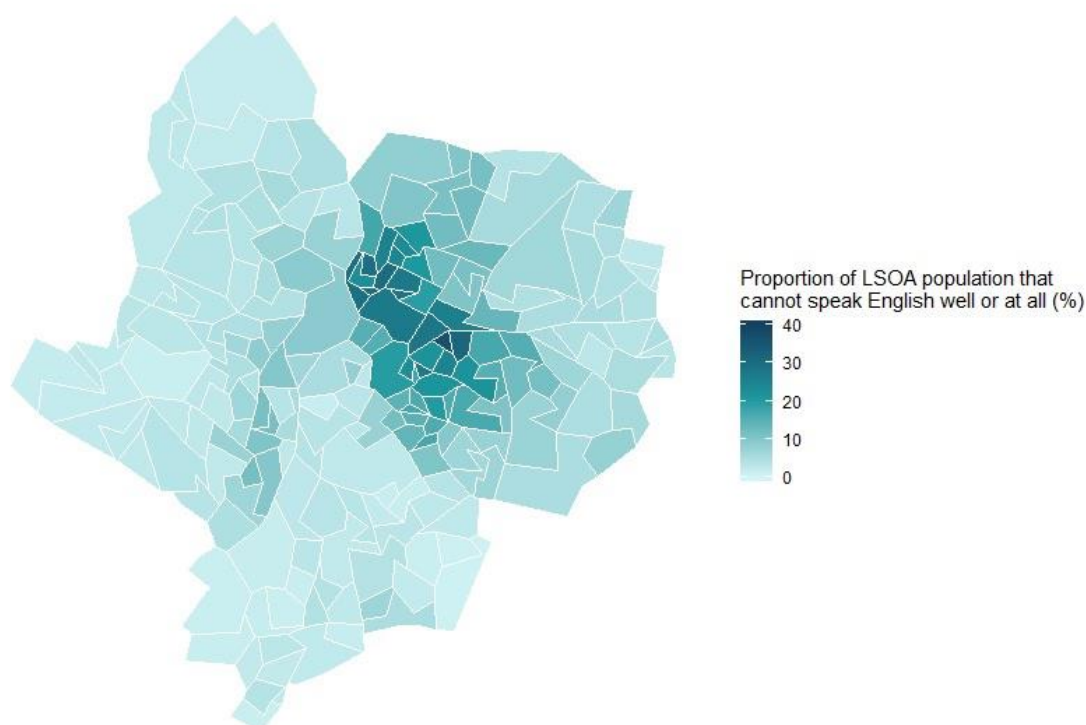 Proportion of LSOA population that
cannot speak English well or at all (%)
40
30
20
10
0